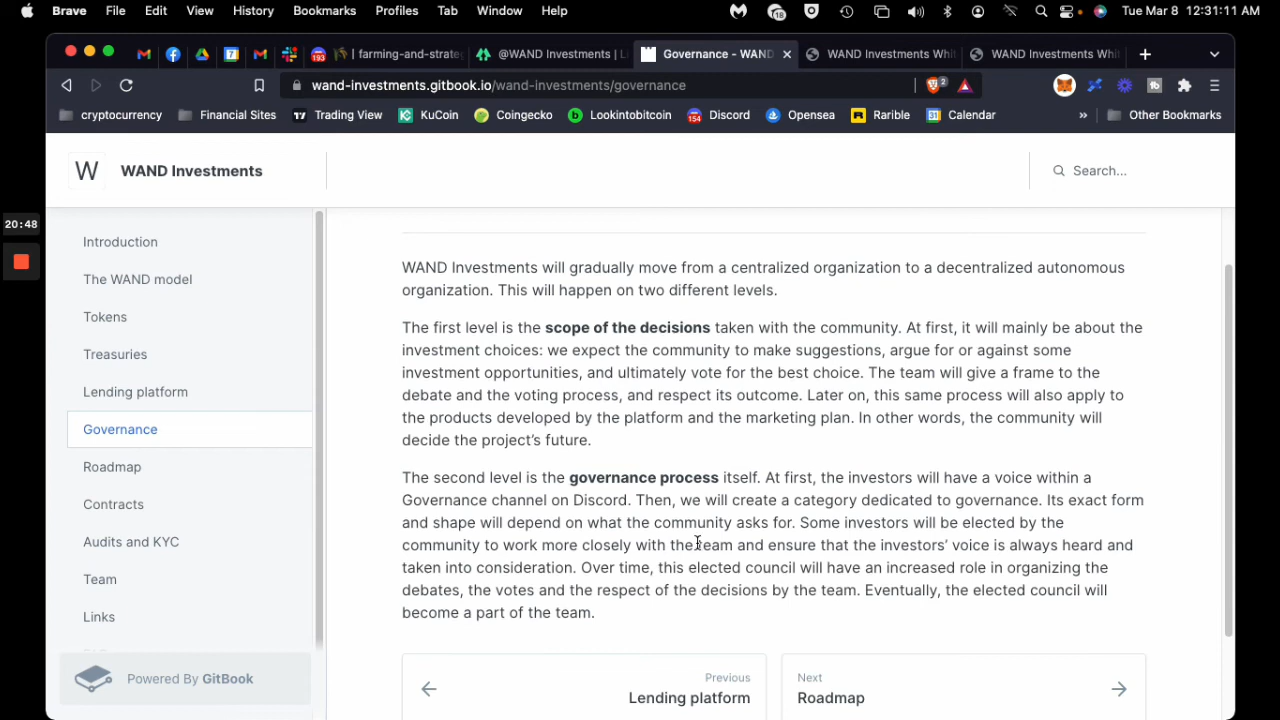 Brave File Edit View History Bookmarks Profiles Tab Window Help 18 Tue Mar 8 12:31:11 AM
7 193 | farming-and-strate @WAND Investments | L Governance - WAND WAND Investments Whi WAND Investments Whi
wand-investments.gitbook.io/wand-investments/governance 2
cryptocurrency Financial Sites Trading View KuCoin Coingecko Lookintobitcoin 154 Discord Opensea Rarible 31 Calendar » Other Bookmarks
W WAND Investments Search...
20:48
Introduction
The WAND model
Tokens
Treasuries
Lending platform
Governance
Roadmap
Contracts
Audits and KYC
Team
Links
Powered By GitBook
WAND Investments will gradually move from a centralized organization to a decentralized autonomous
organization. This will happen on two different levels.
The first level is the scope of the decisions taken with the community. At first, it will mainly be about the
investment choices: we expect the community to make suggestions, argue for or against some
investment opportunities, and ultimately vote for the best choice. The team will give a frame to the
debate and the voting process, and respect its outcome. Later on, this same process will also apply to
the products developed by the platform and the marketing plan. In other words, the community will
decide the project's future.
The second level is the governance process itself. At first, the investors will have a voice within a
Governance channel on Discord. Then, we will create a category dedicated to governance. Its exact form
and shape will depend on what the community asks for. Some investors will be elected by the
community to work more closely with the team and ensure that the investors' voice is always heard and
taken into consideration. Over time, this elected council will have an increased role in organizing the
debates, the votes and the respect of the decisions by the team. Eventually, the elected council will
become a part of the team.
Previous
Lending platform
Next
Roadmap